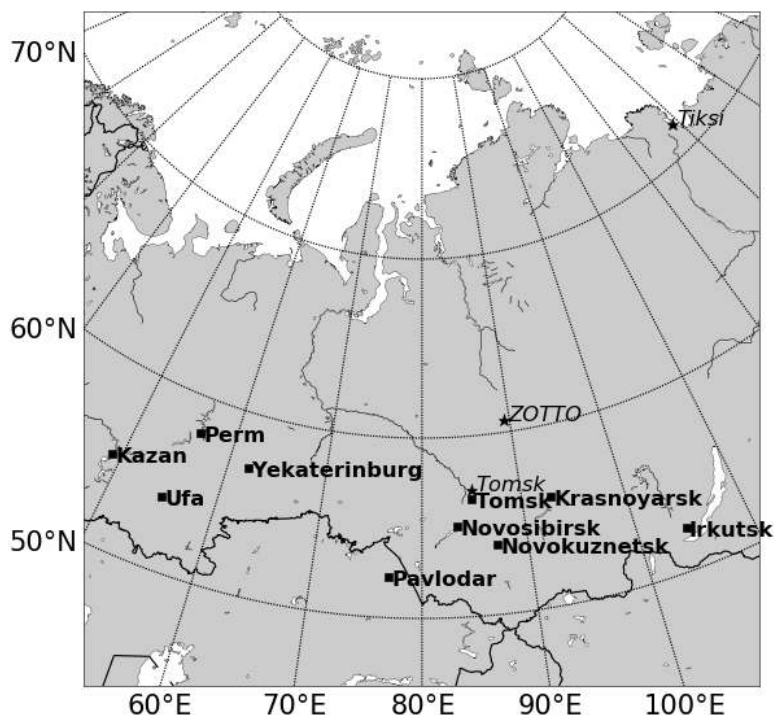 70°N
Tiksi
60°N
ZOTTO
Perm
Kazan
Yekaterinburg
Tomsk
Ufa
Tomsk
Krasnoyarsk
50°N
Novosibirsk
Irkutsk
Novokuznetsk
Pavlodar
60°E
70°E
80°E
90°E
100°E